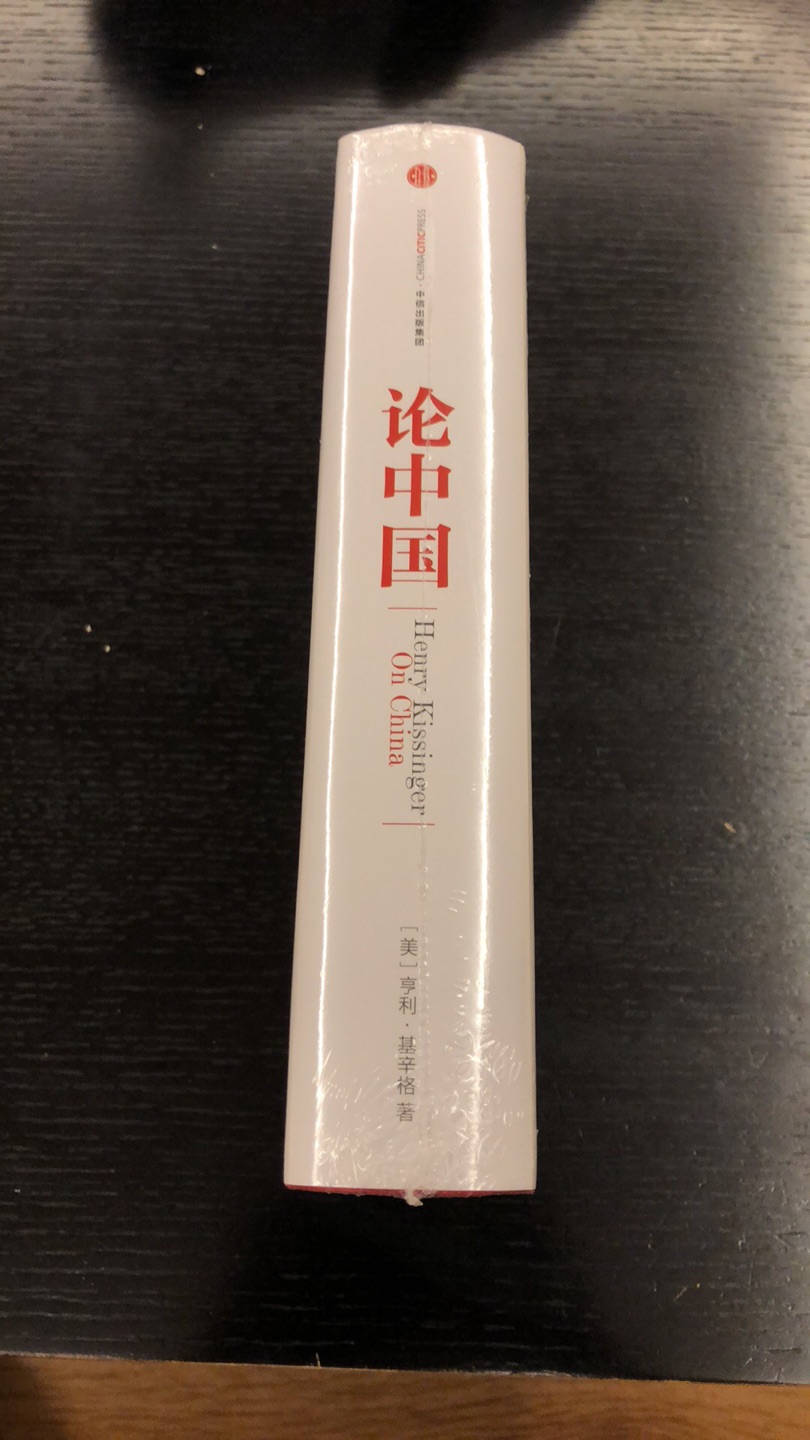 CHINACITICPRESS · 中信出版集团
论中国
Henry Kissinger
On China
［美］亨利·基辛格 著